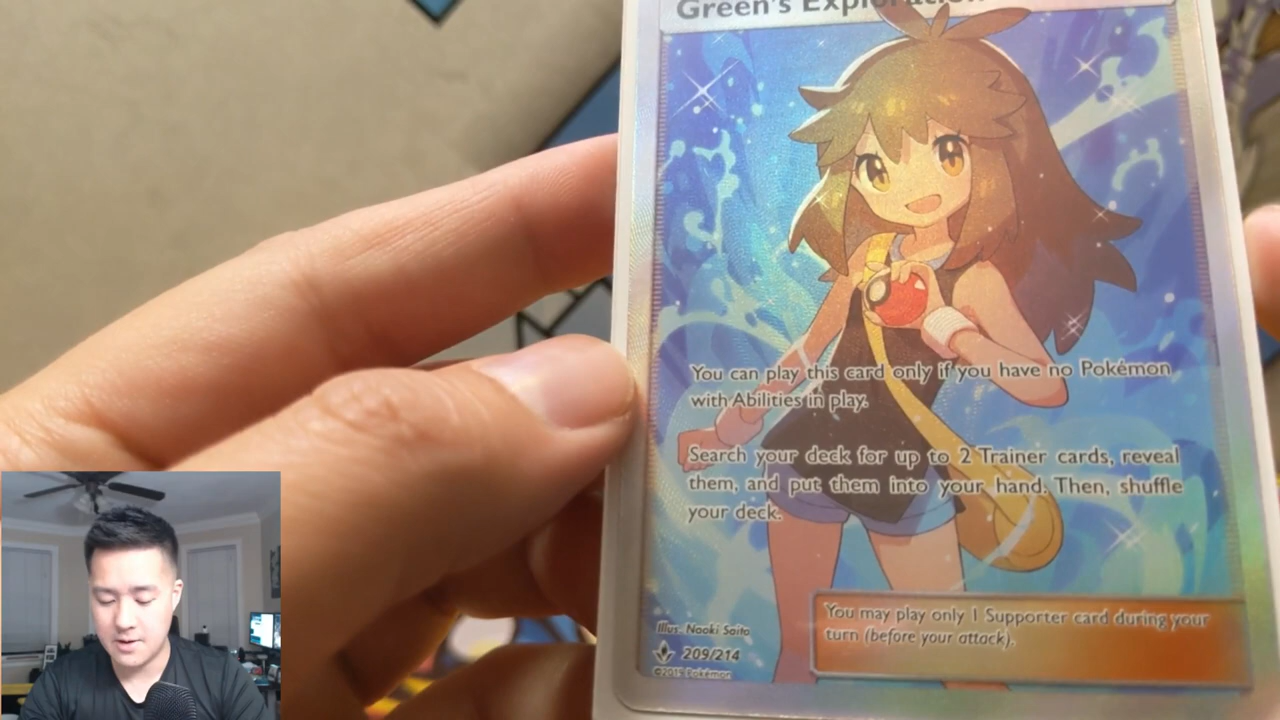 Green's Exploration
You can play this card only if you have no Pokémon
with Abilities in play.
Search your deck for up to 2 Trainer cards, reveal
them, and put them into your hand. Then, shuffle
your deck.
You may play only 1 Supporter card during your
turn (before your attack).
Illus. Naoki Saito
209/214
©2019 Pokémon